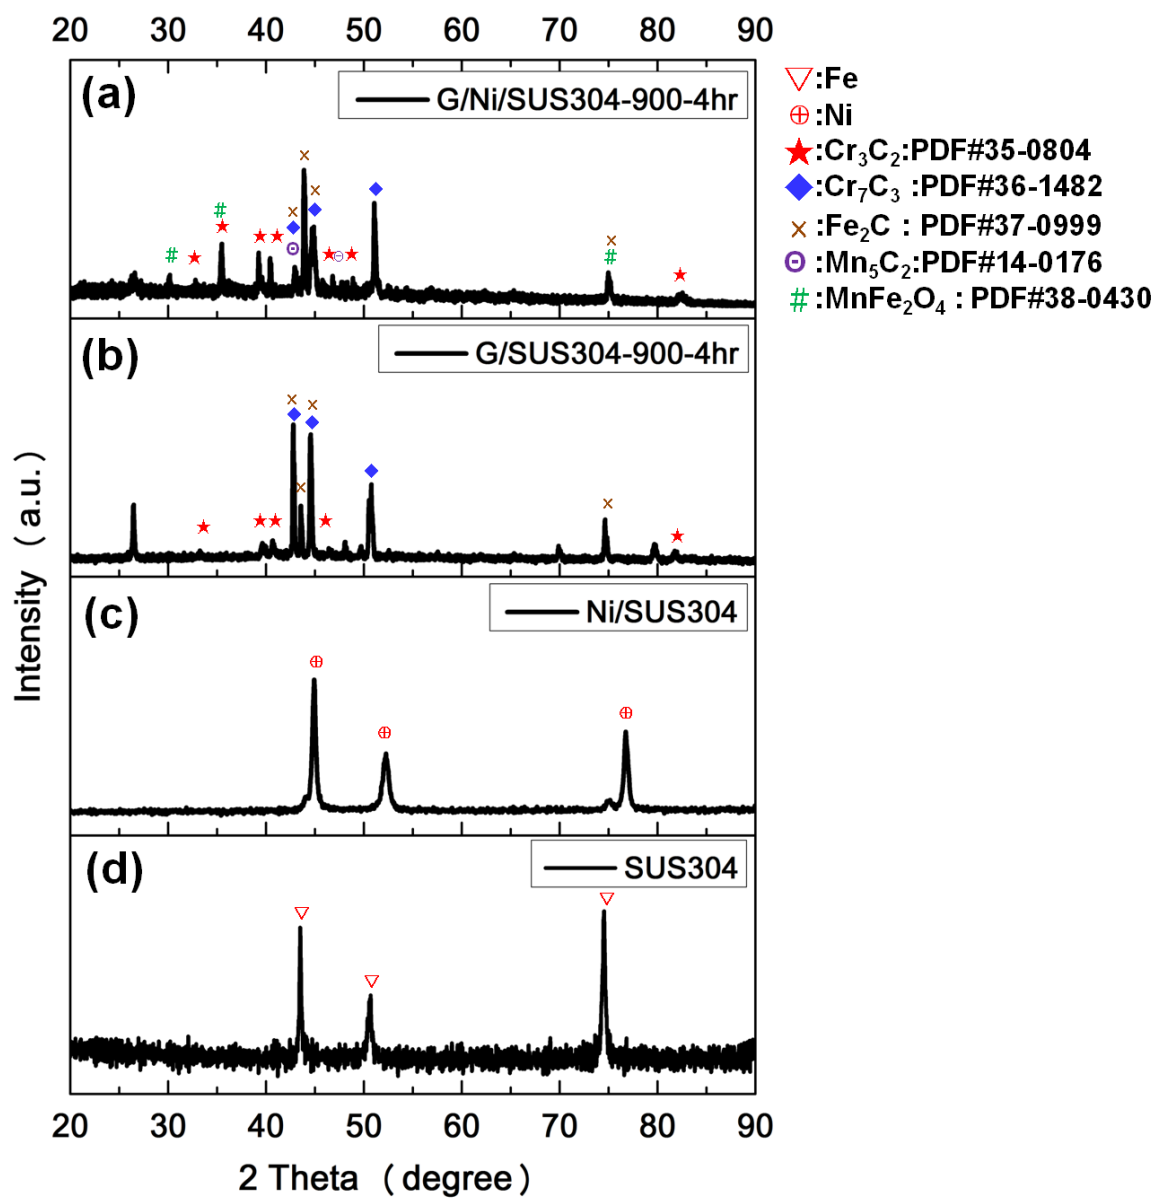 20 30 40 50 60 70 80 90
(a)
G/Ni/SUS304-900-4hr
:Fe
:Ni
:Cr₃C₂:PDF#35-0804
:Cr₇C₃ :PDF#36-1482
:Fe₂C : PDF#37-0999
:Mn₅C₂:PDF#14-0176
#:MnFe₂O₄ : PDF#38-0430
# # #
(b)
G/SUS304-900-4hr
(c)
Ni/SUS304
(d)
SUS304
Intensity (a.u.)
20 30 40 50 60 70 80 90
2 Theta (degree)